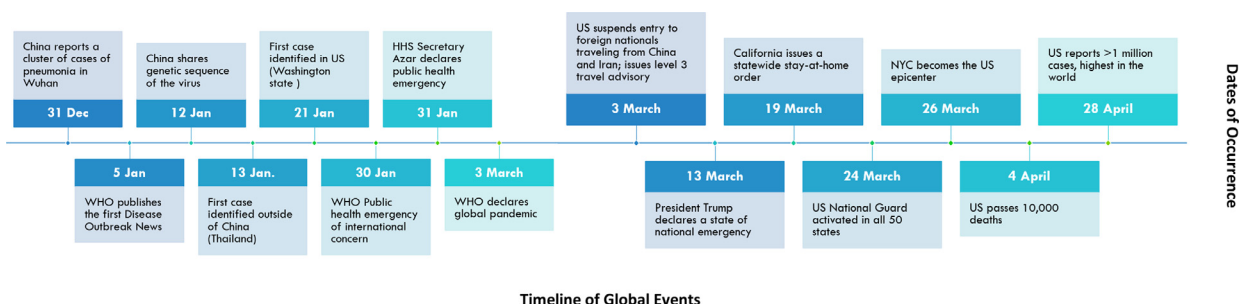 China reports a
cluster of cases of
pneumonia in
Wuhan
31 Dec
5 Jan
WHO publishes
the first Disease
Outbreak News
China shares
genetic sequence
of the virus
12 Jan
13 Jan.
First case
identified outside
of China
(Thailand)
First case
identified in US
(Washington
state )
21 Jan
30 Jan
WHO Public
health emergency
of international
concern
HHS Secretary
Azar declares
public health
emergency
31 Jan
3 March
WHO declares
global pandemic
US suspends entry to
foreign nationals
traveling from China
and Iran; issues level 3
travel advisory
3 March
13 March
President Trump
declares a state of
national emergency
California issues a
statewide stay-at-home
order
19 March
24 March
US National Guard
activated in all 50
states
NYC becomes the US
epicenter
26 March
4 April
US passes 10,000
deaths
US reports >1 million
cases, highest in the
world
28 April
Dates of Occurrence
Timeline of Global Events